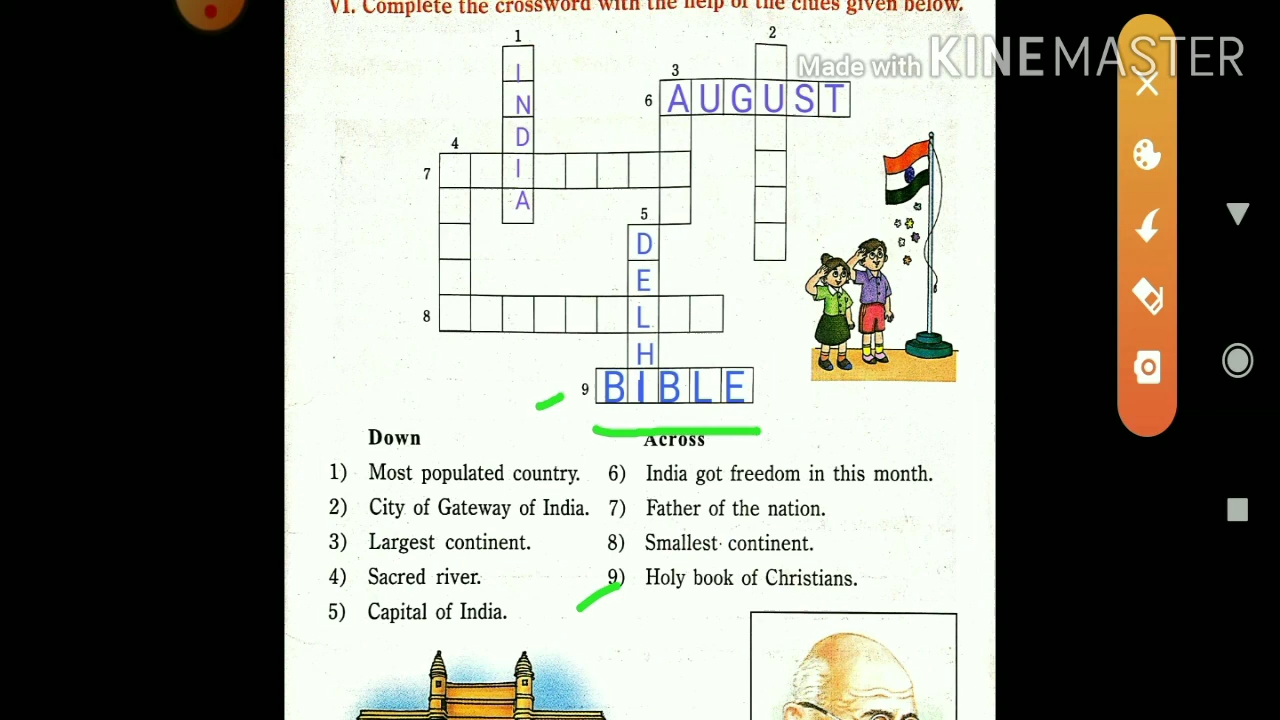 VI. Complete the crossword with the help of the clues given below.
1
2
Made with KINEMASTER
3
6 AUGUST
I
N
D
I
A
4
7
5
D
E
L
H
I
8
9 BIBLE
Down
Across
1) Most populated country.
6) India got freedom in this month.
2) City of Gateway of India.
7) Father of the nation.
3) Largest continent.
8) Smallest continent.
4) Sacred river.
9) Holy book of Christians.
5) Capital of India.